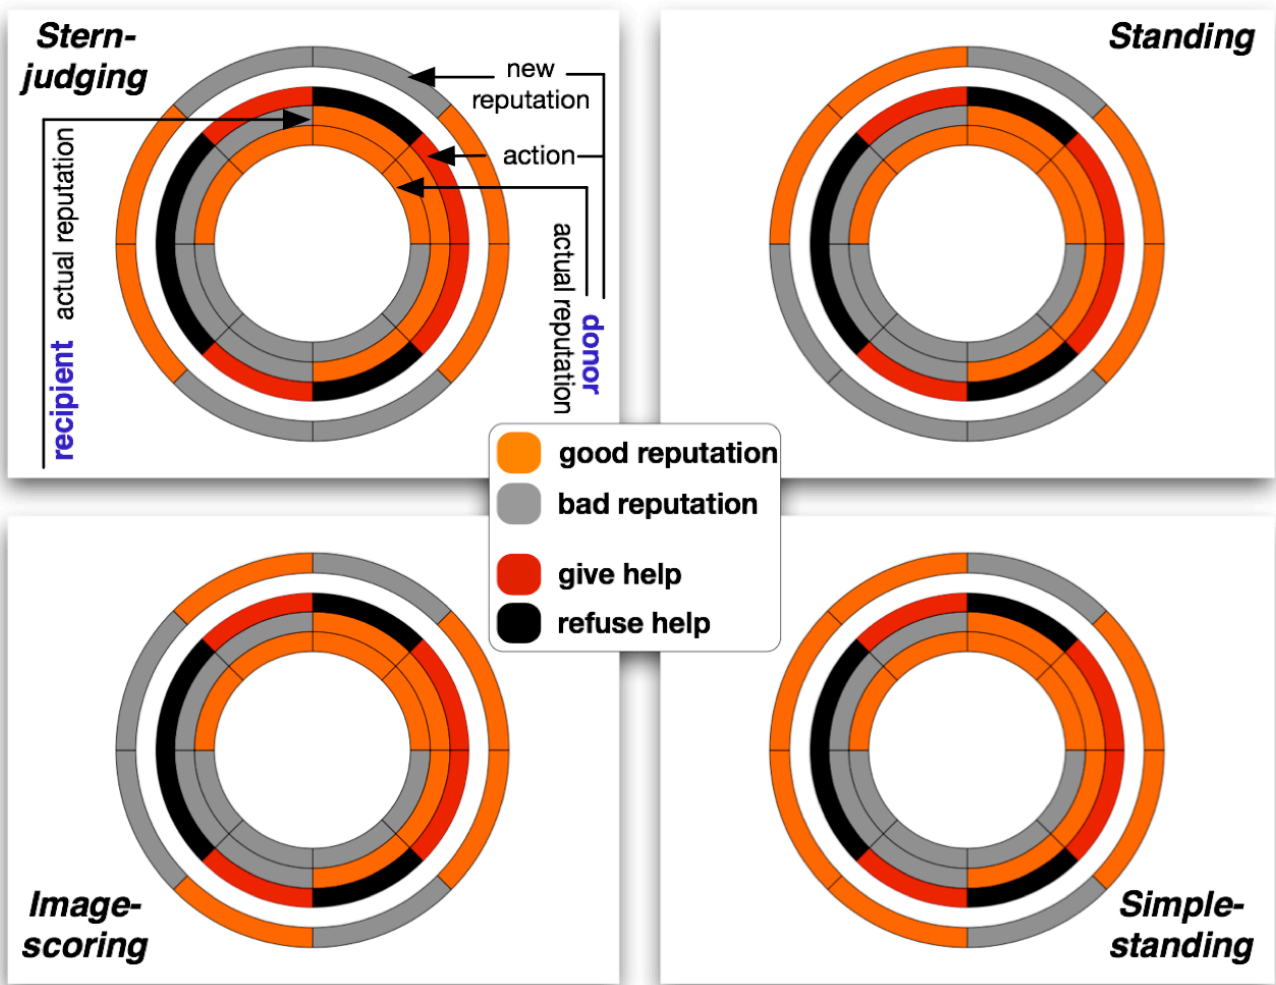 Stern-
judging
Standing
new
reputation
action
actual reputation
donor
actual reputation
recipient
good reputation
bad reputation
give help
refuse help
Image-
scoring
Simple-
standing